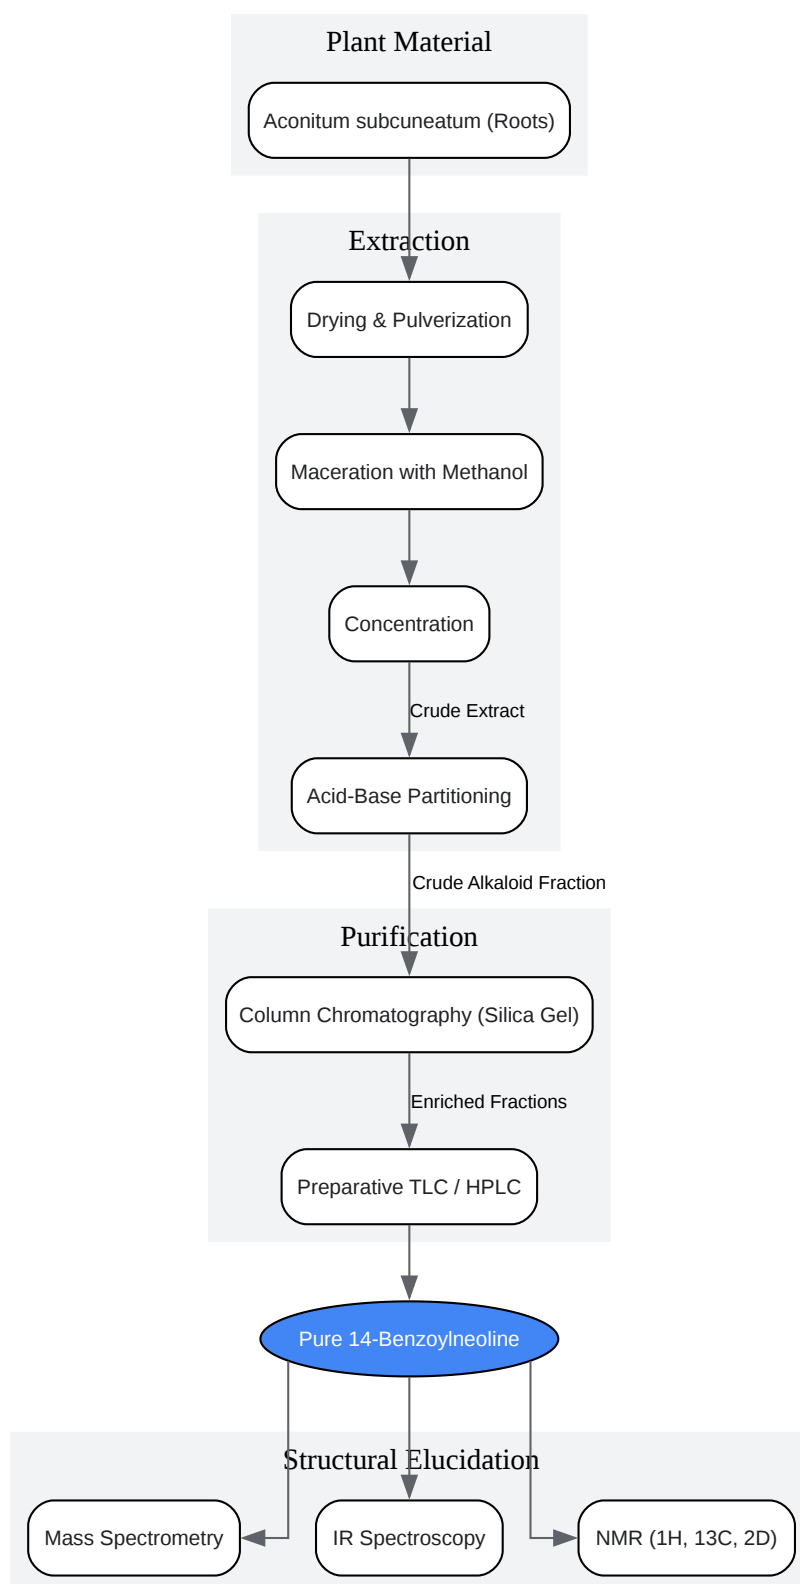 Plant Material
Aconitum subcuneatum (Roots)
Extraction
Drying & Pulverization
Maceration with Methanol
Concentration
Crude Extract
Acid-Base Partitioning
Crude Alkaloid Fraction
Purification
Column Chromatography (Silica Gel)
Enriched Fractions
Preparative TLC / HPLC
Pure 14-Benzoylneoline
Structural Elucidation
Mass Spectrometry
IR Spectroscopy
NMR (1H, 13C, 2D)